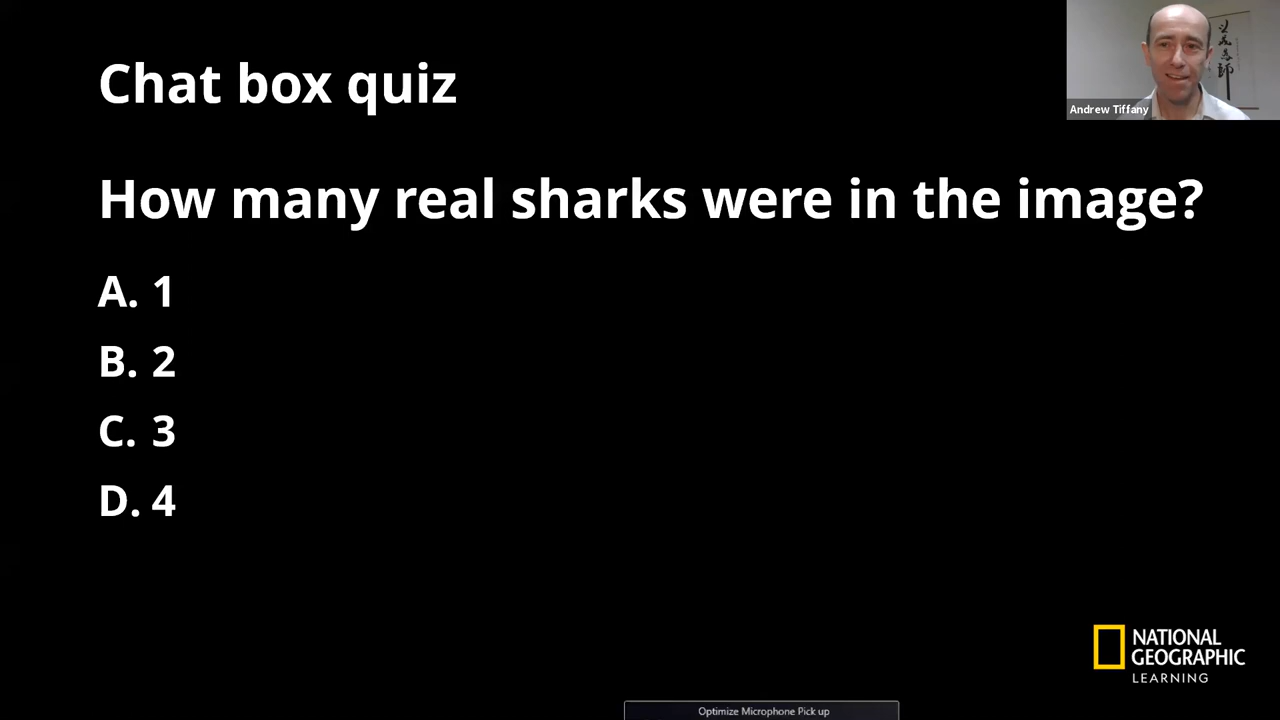 Chat box quiz
Andrew Tiffany
How many real sharks were in the image?
A. 1
B. 2
C. 3
D. 4
NATIONAL
GEOGRAPHIC
LEARNING
Optimize Microphone Pick up